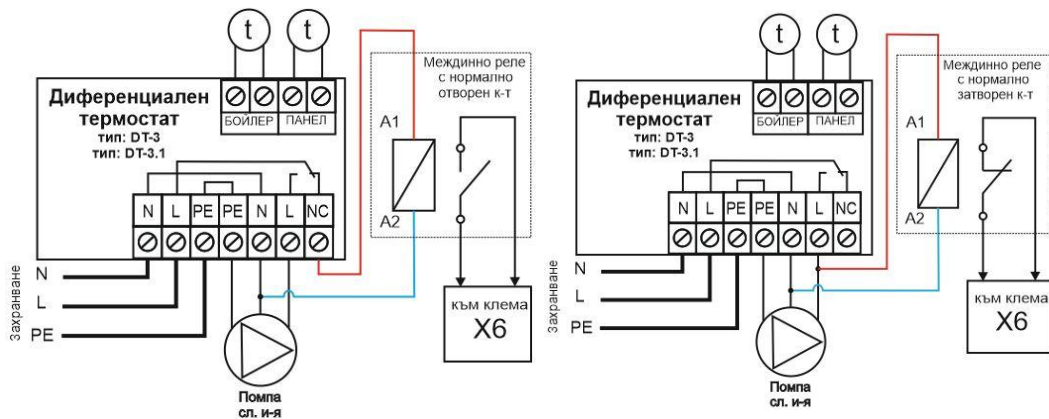 t t
БОЙЛЕР ПАНЕЛ
Диференциален
термостат
тип: DT-3
тип: DT-3.1
N L PE PE N L NC
Захранване
N
L
PE
Помпа
сл. и-я
Междинно реле
с нормално
отворен к-т
A1
A2
към клема
X6
t t
БОЙЛЕР ПАНЕЛ
Диференциален
термостат
тип: DT-3
тип: DT-3.1
N L PE PE N L NC
Захранване
N
L
PE
Помпа
сл. и-я
Междинно реле
с нормално
затворен к-т
A1
A2
към клема
X6